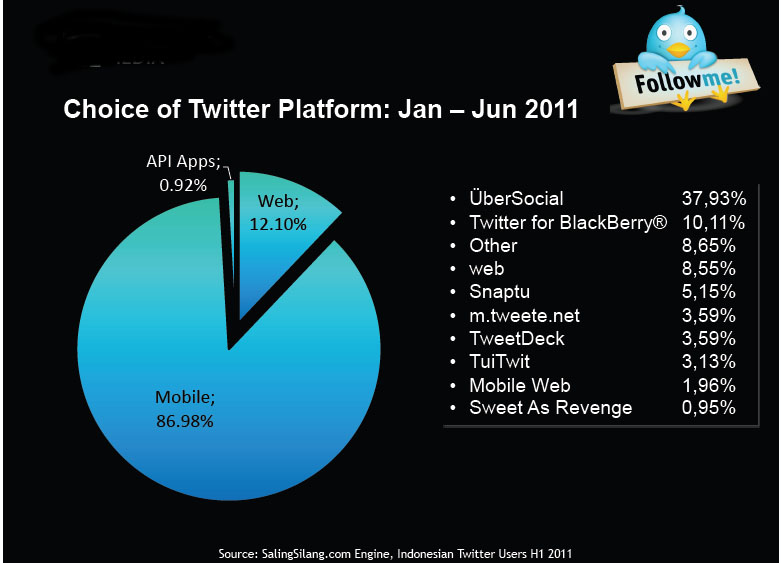 Follow me!
Choice of Twitter Platform: Jan – Jun 2011
API Apps;
0.92%
Web;
12.10%
Mobile;
86.98%
• ÜberSocial 37,93%
• Twitter for BlackBerry® 10,11%
• Other 8,65%
• web 8,55%
• Snaptu 5,15%
• m.tweete.net 3,59%
• TweetDeck 3,59%
• TuiTwit 3,13%
• Mobile Web 1,96%
• Sweet As Revenge 0,95%
Source: SalingSilang.com Engine, Indonesian Twitter Users H1 2011